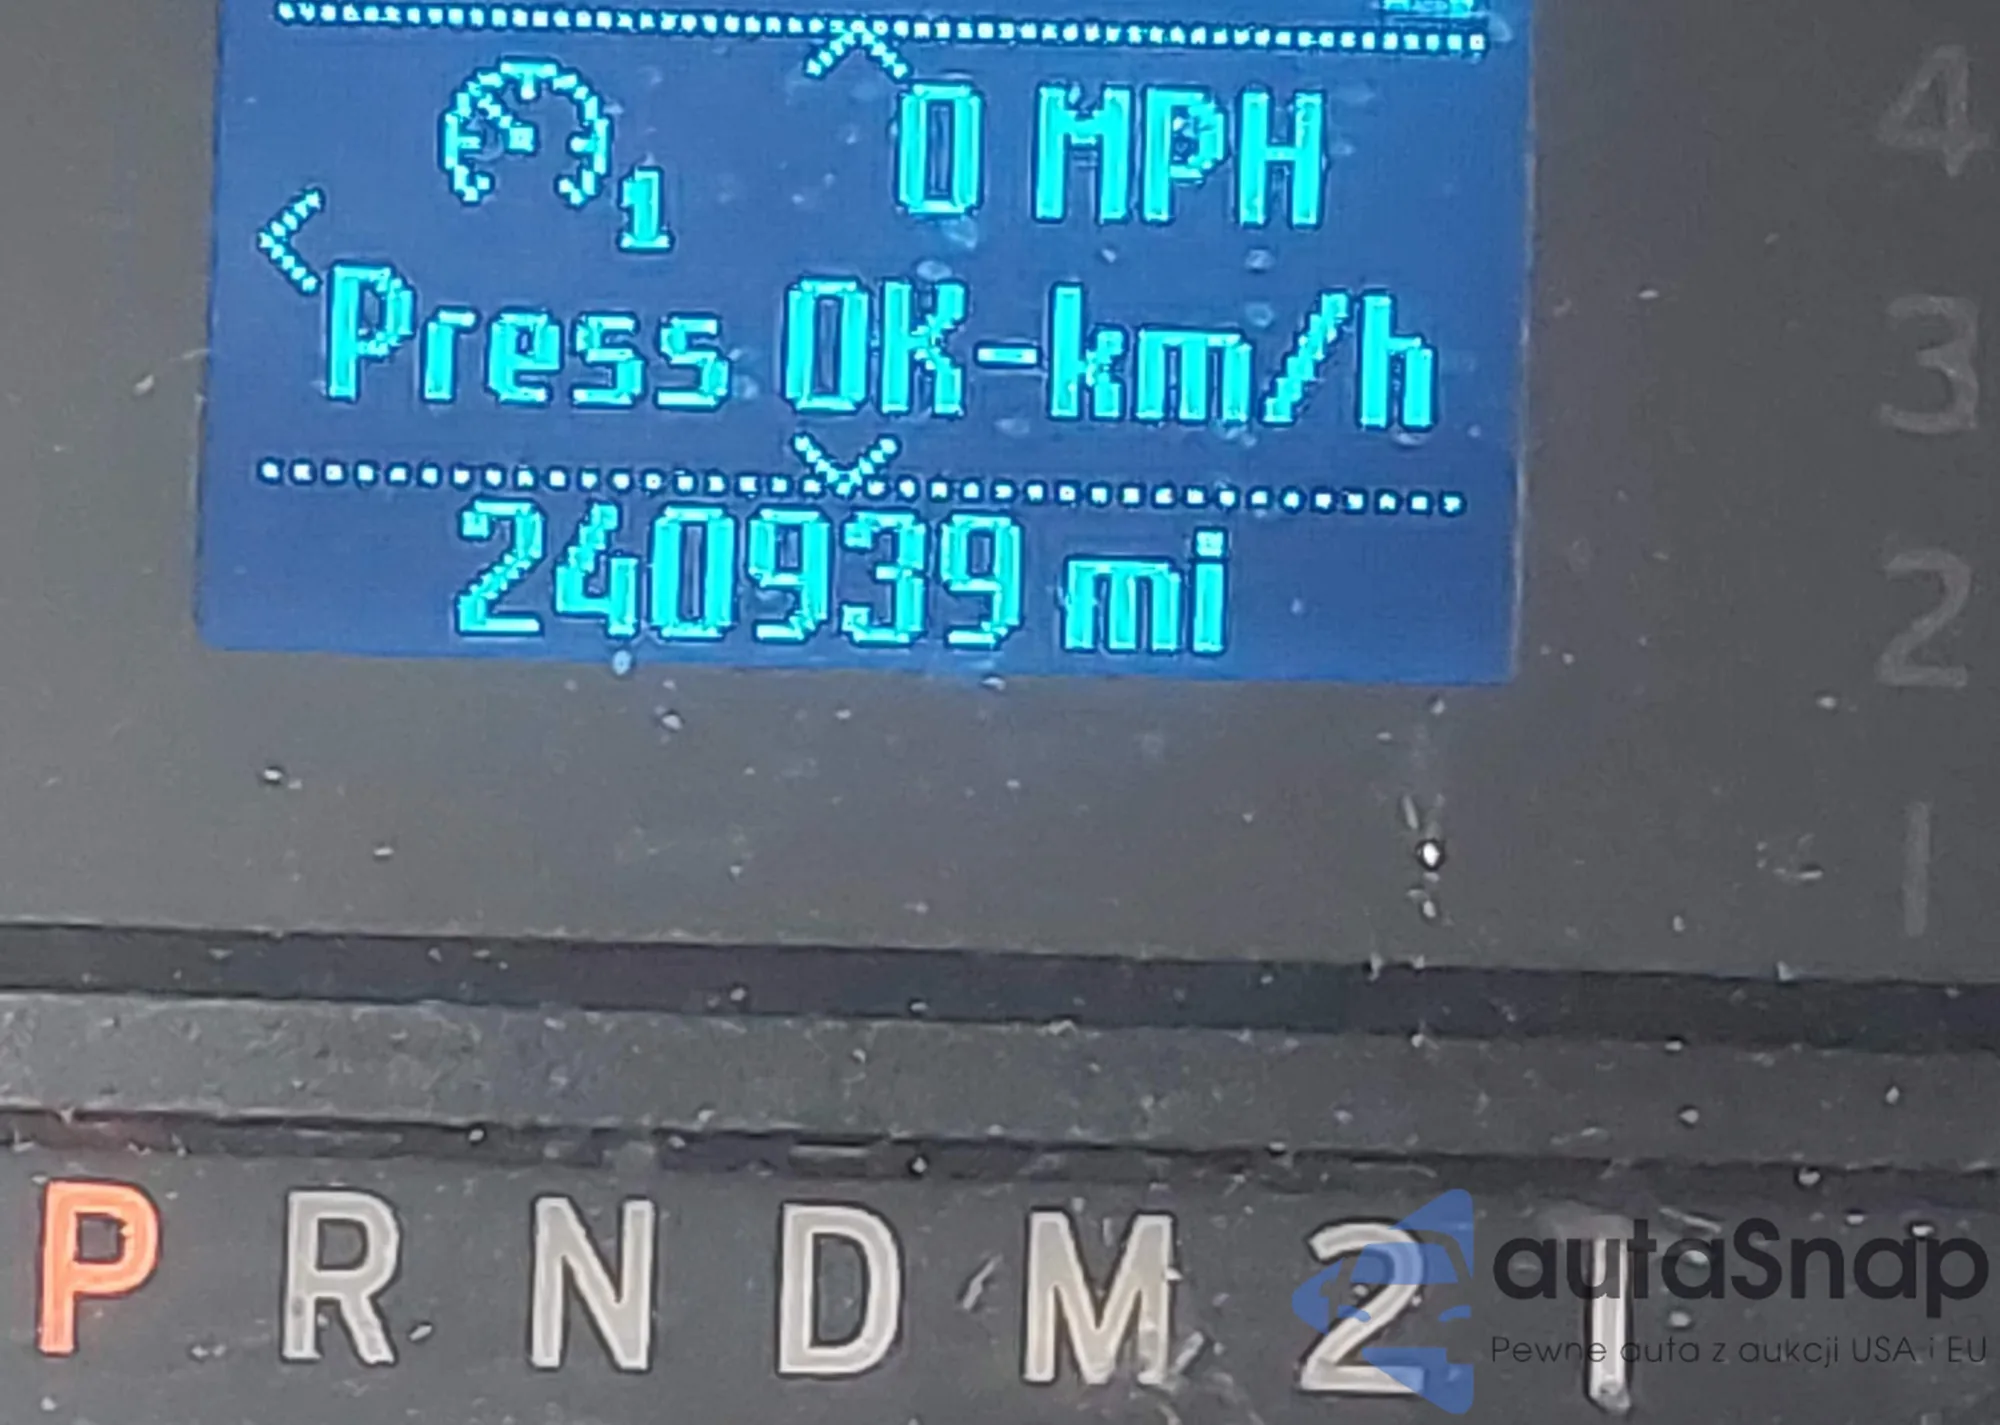 0 MPH
1
Press OK-km/h
240939 mi
4
3
2
1
P R N D M 2 1
autaSnap
Pewne auta z aukcji USA i EU